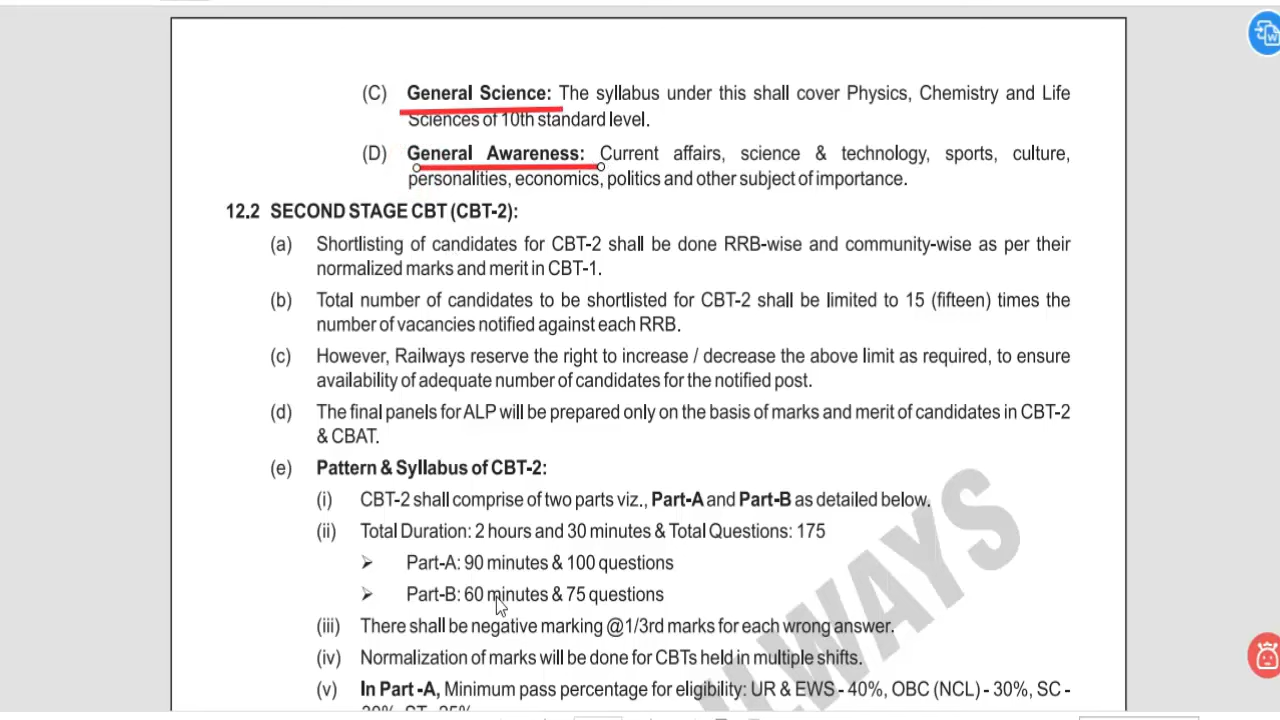 (C) General Science: The syllabus under this shall cover Physics, Chemistry and Life
Sciences of 10th standard level.
(D) General Awareness: Current affairs, science & technology, sports, culture,
personalities, economics, politics and other subject of importance.
12.2 SECOND STAGE CBT (CBT-2):
(a) Shortlisting of candidates for CBT-2 shall be done RRB-wise and community-wise as per their
normalized marks and merit in CBT-1.
(b) Total number of candidates to be shortlisted for CBT-2 shall be limited to 15 (fifteen) times the
number of vacancies notified against each RRB.
(c) However, Railways reserve the right to increase / decrease the above limit as required, to ensure
availability of adequate number of candidates for the notified post.
(d) The final panels for ALP will be prepared only on the basis of marks and merit of candidates in CBT-2
& CBAT.
(e) Pattern & Syllabus of CBT-2:
(i) CBT-2 shall comprise of two parts viz., Part-A and Part-B as detailed below.
(ii) Total Duration: 2 hours and 30 minutes & Total Questions: 175
➢ Part-A: 90 minutes & 100 questions
➢ Part-B: 60 minutes & 75 questions
(iii) There shall be negative marking @1/3rd marks for each wrong answer.
(iv) Normalization of marks will be done for CBTs held in multiple shifts.
(v) In Part -A, Minimum pass percentage for eligibility: UR & EWS - 40%, OBC (NCL) - 30%, SC -